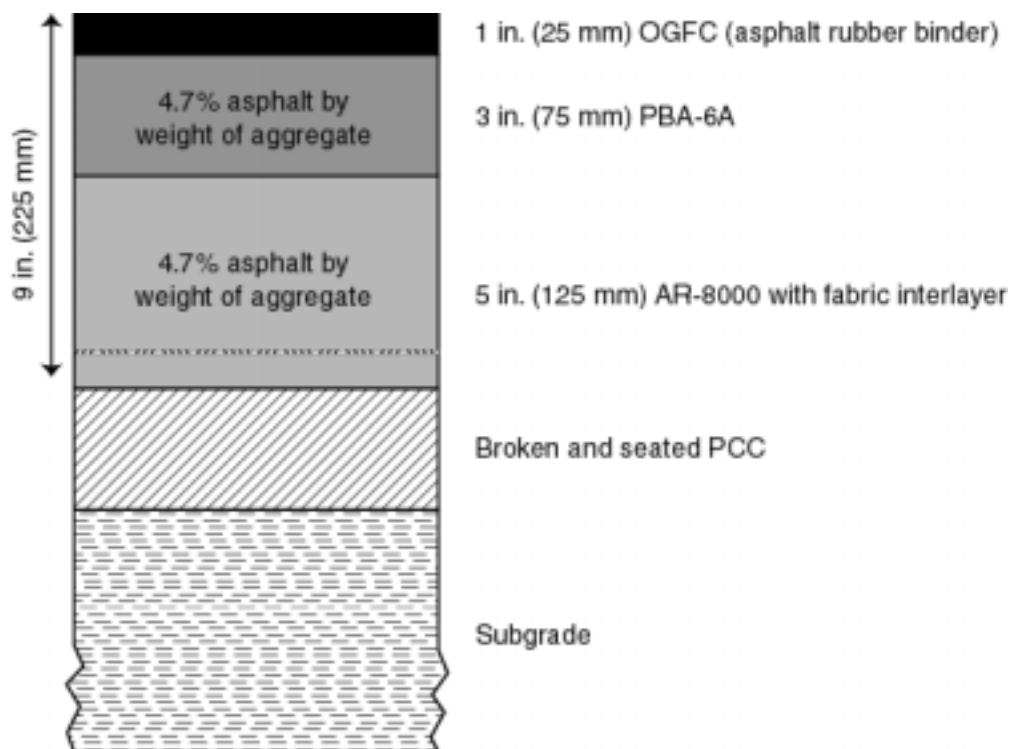 1 in. (25 mm) OGFC (asphalt rubber binder)
4.7% asphalt by
weight of aggregate
3 in. (75 mm) PBA-6A
9 in. (225 mm)
4.7% asphalt by
weight of aggregate
5 in. (125 mm) AR-8000 with fabric interlayer
Broken and seated PCC
Subgrade